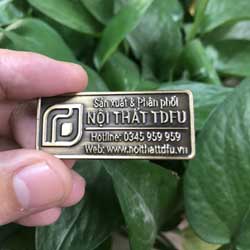 Sản xuất & Phân phối
NỘI THẤT TDFU
Hotline: 0345 959 959
Web: www.noithattdfu.vn